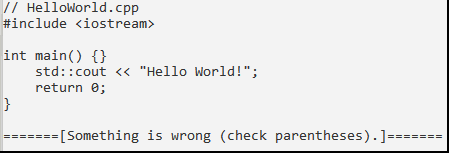 // HelloWorld.cpp
#include <iostream>

int main() {}
    std::cout << "Hello World!";
    return 0;
}

=======[Something is wrong (check parentheses).]=======